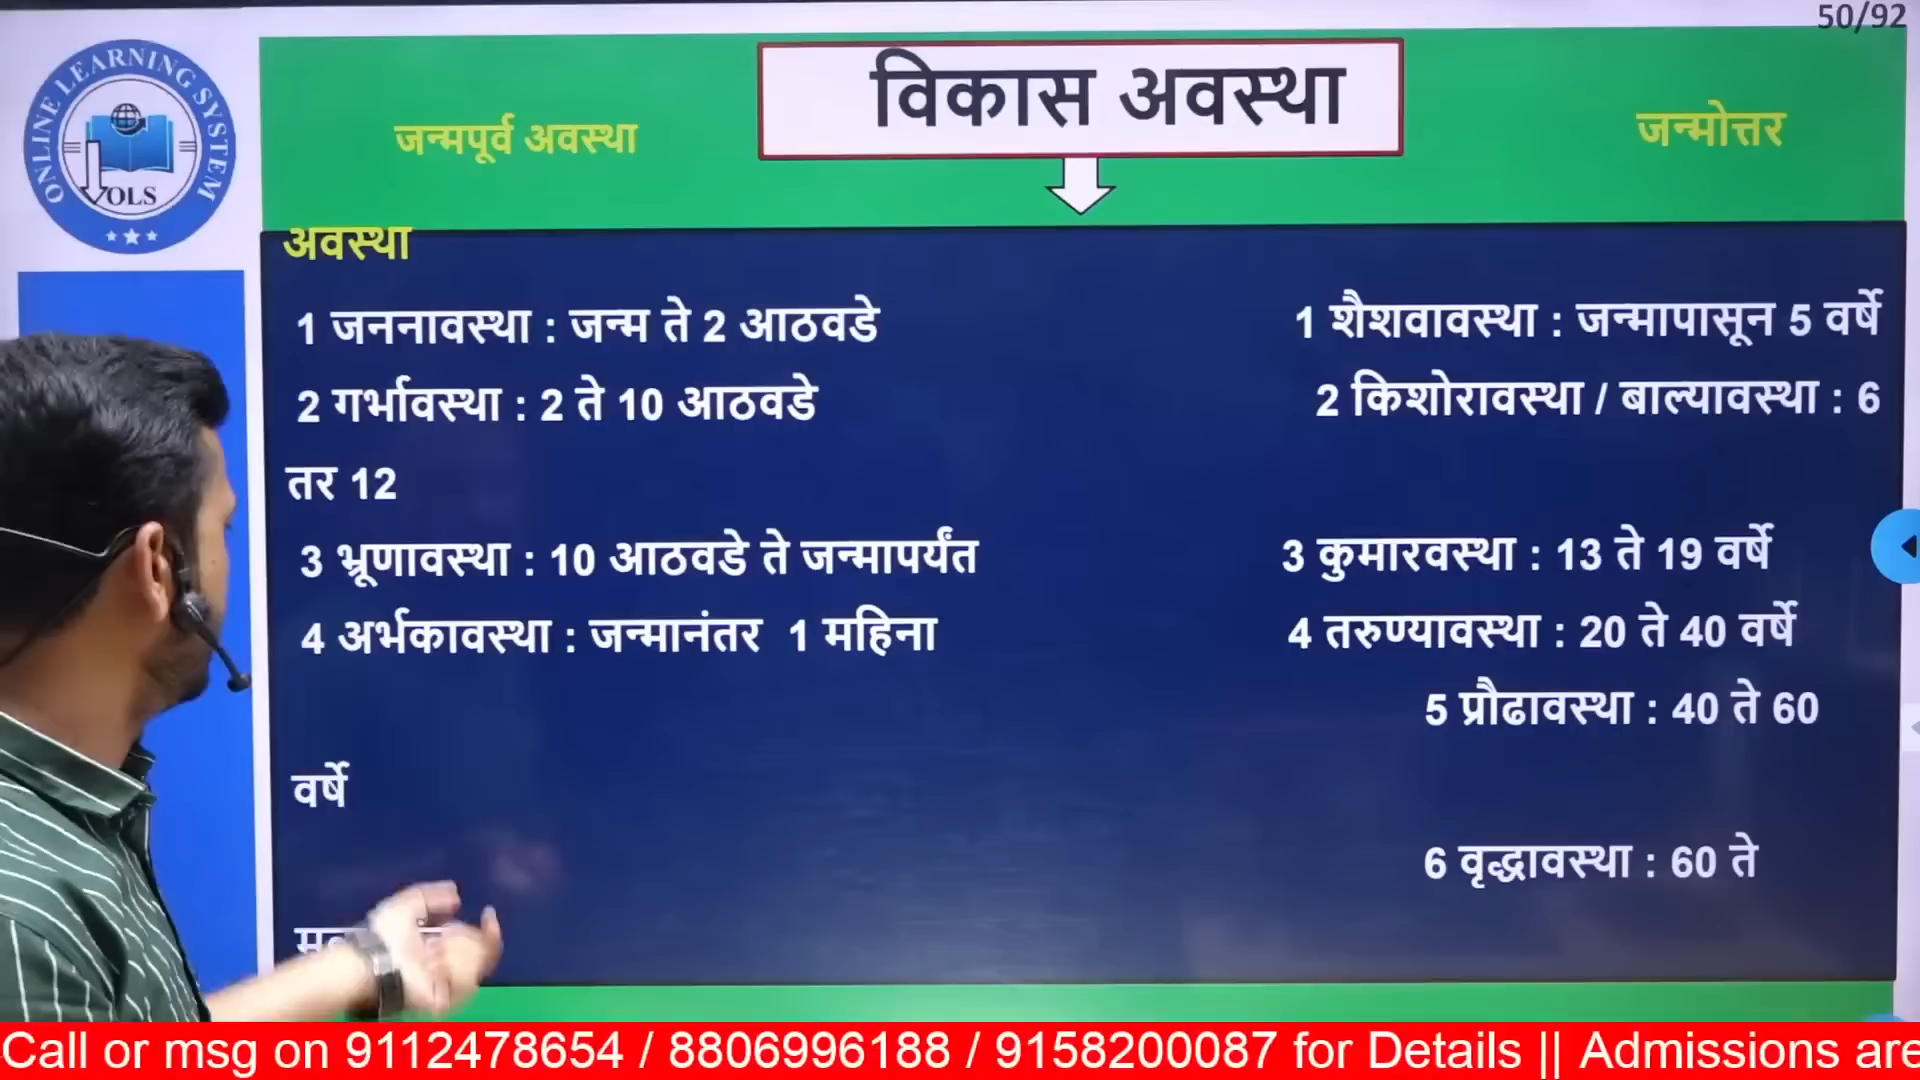 50/92
ONLINE LEARNING SYSTEM
OLS
विकास अवस्था
जन्मपूर्व अवस्था जन्मोत्तर
अवस्था
1 जननावस्था : जन्म ते 2 आठवडे 1 शैशवावस्था : जन्मापासून 5 वर्षे
2 गर्भावस्था : 2 ते 10 आठवडे 2 किशोरावस्था / बाल्यावस्था : 6
तर 12
3 भ्रूणावस्था : 10 आठवडे ते जन्मापर्यंत 3 कुमारवस्था : 13 ते 19 वर्षे
4 अर्भकावस्था : जन्मानंतर 1 महिना 4 तरुण्यावस्था : 20 ते 40 वर्षे
5 प्रौढावस्था : 40 ते 60
वर्षे
6 वृद्धावस्था : 60 ते
Call or msg on 9112478654 / 8806996188 / 9158200087 for Details || Admissions are